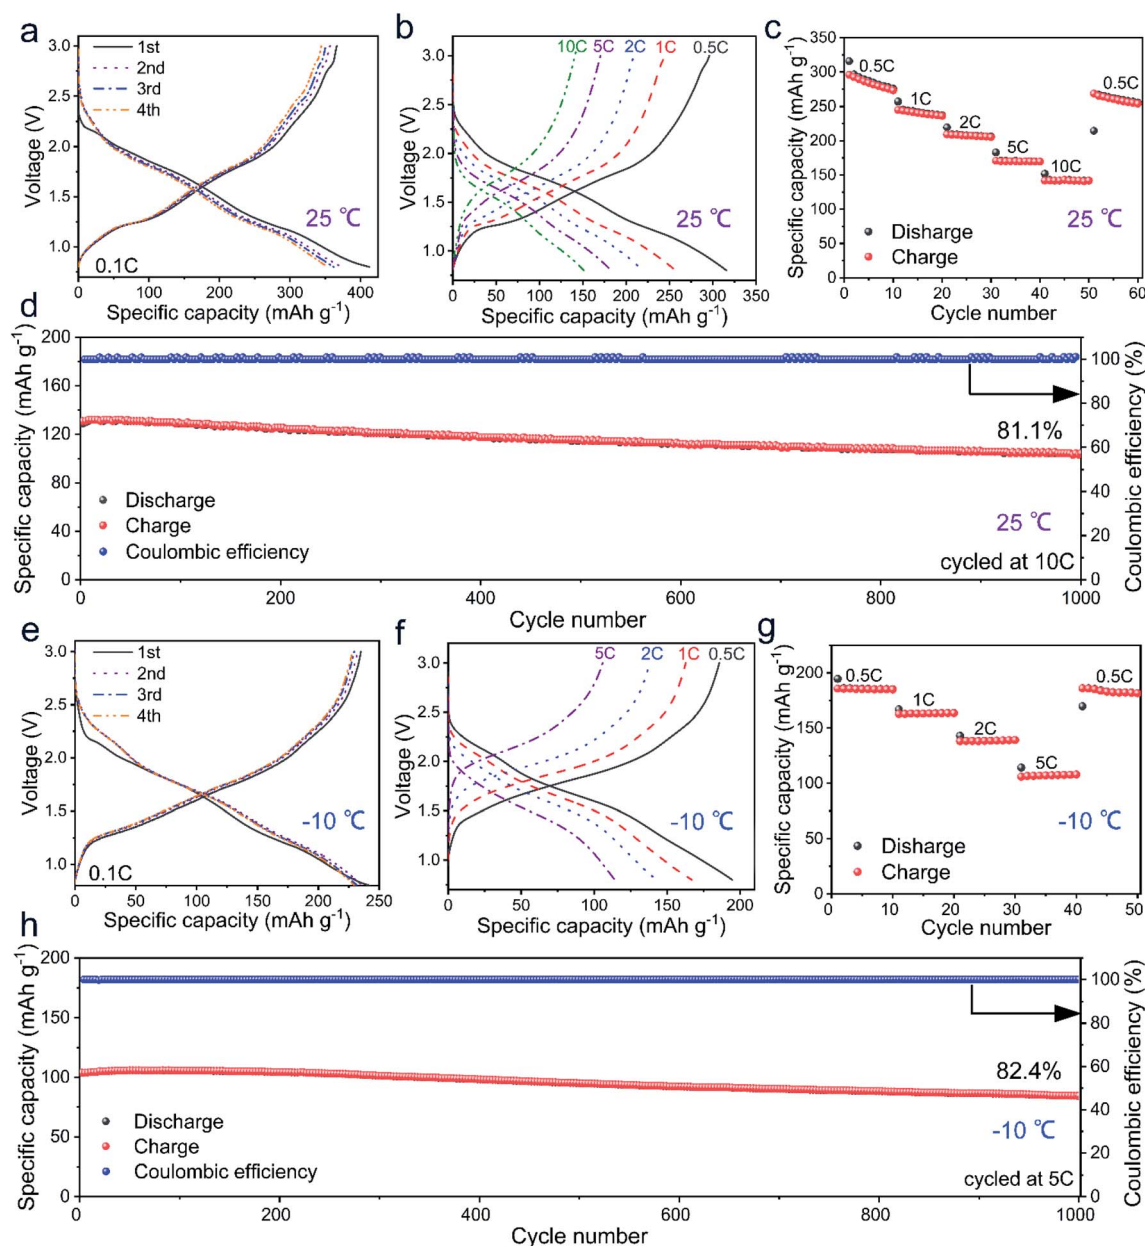 a
1st
2nd
3rd
4th
3.0
2.5
2.0
1.5
1.0
Voltage (V)
25 ℃
0.1C
0 100 200 300 400
Specific capacity (mAh g⁻¹)
b
10C 5C 2C 1C 0.5C
3.0
2.5
2.0
1.5
1.0
Voltage (V)
25 ℃
0 50 100 150 200 250 300 350
Specific capacity (mAh g⁻¹)
c
350
300
250
200
150
100
50
0
Specific capacity (mAh g⁻¹)
0.5C
1C
2C
5C
10C
0.5C
25 ℃
Disharge
Charge
0 10 20 30 40 50 60
Cycle number
d
200
160
120
80
40
0
Specific capacity (mAh g⁻¹)
100
80
60
40
20
0
Coulombic efficiency (%)
81.1%
Discharge
Charge
Coulombic efficiency
25 ℃
cycled at 10C
0 200 400 600 800 1000
Cycle number
e
1st
2nd
3rd
4th
3.0
2.5
2.0
1.5
1.0
Voltage (V)
-10 ℃
0.1C
0 50 100 150 200 250
Specific capacity (mAh g⁻¹)
f
5C 2C 1C 0.5C
3.0
2.5
2.0
1.5
1.0
Voltage (V)
-10 ℃
0 50 100 150 200
Specific capacity (mAh g⁻¹)
g
200
150
100
50
0
Specific capacity (mAh g⁻¹)
0.5C
1C
2C
5C
0.5C
-10 ℃
Disharge
Charge
0 10 20 30 40 50
Cycle number
h
200
150
100
50
0
Specific capacity (mAh g⁻¹)
100
80
60
40
20
0
Coulombic efficiency (%)
82.4%
Discharge
Charge
Coulombic efficiency
-10 ℃
cycled at 5C
0 200 400 600 800 1000
Cycle number